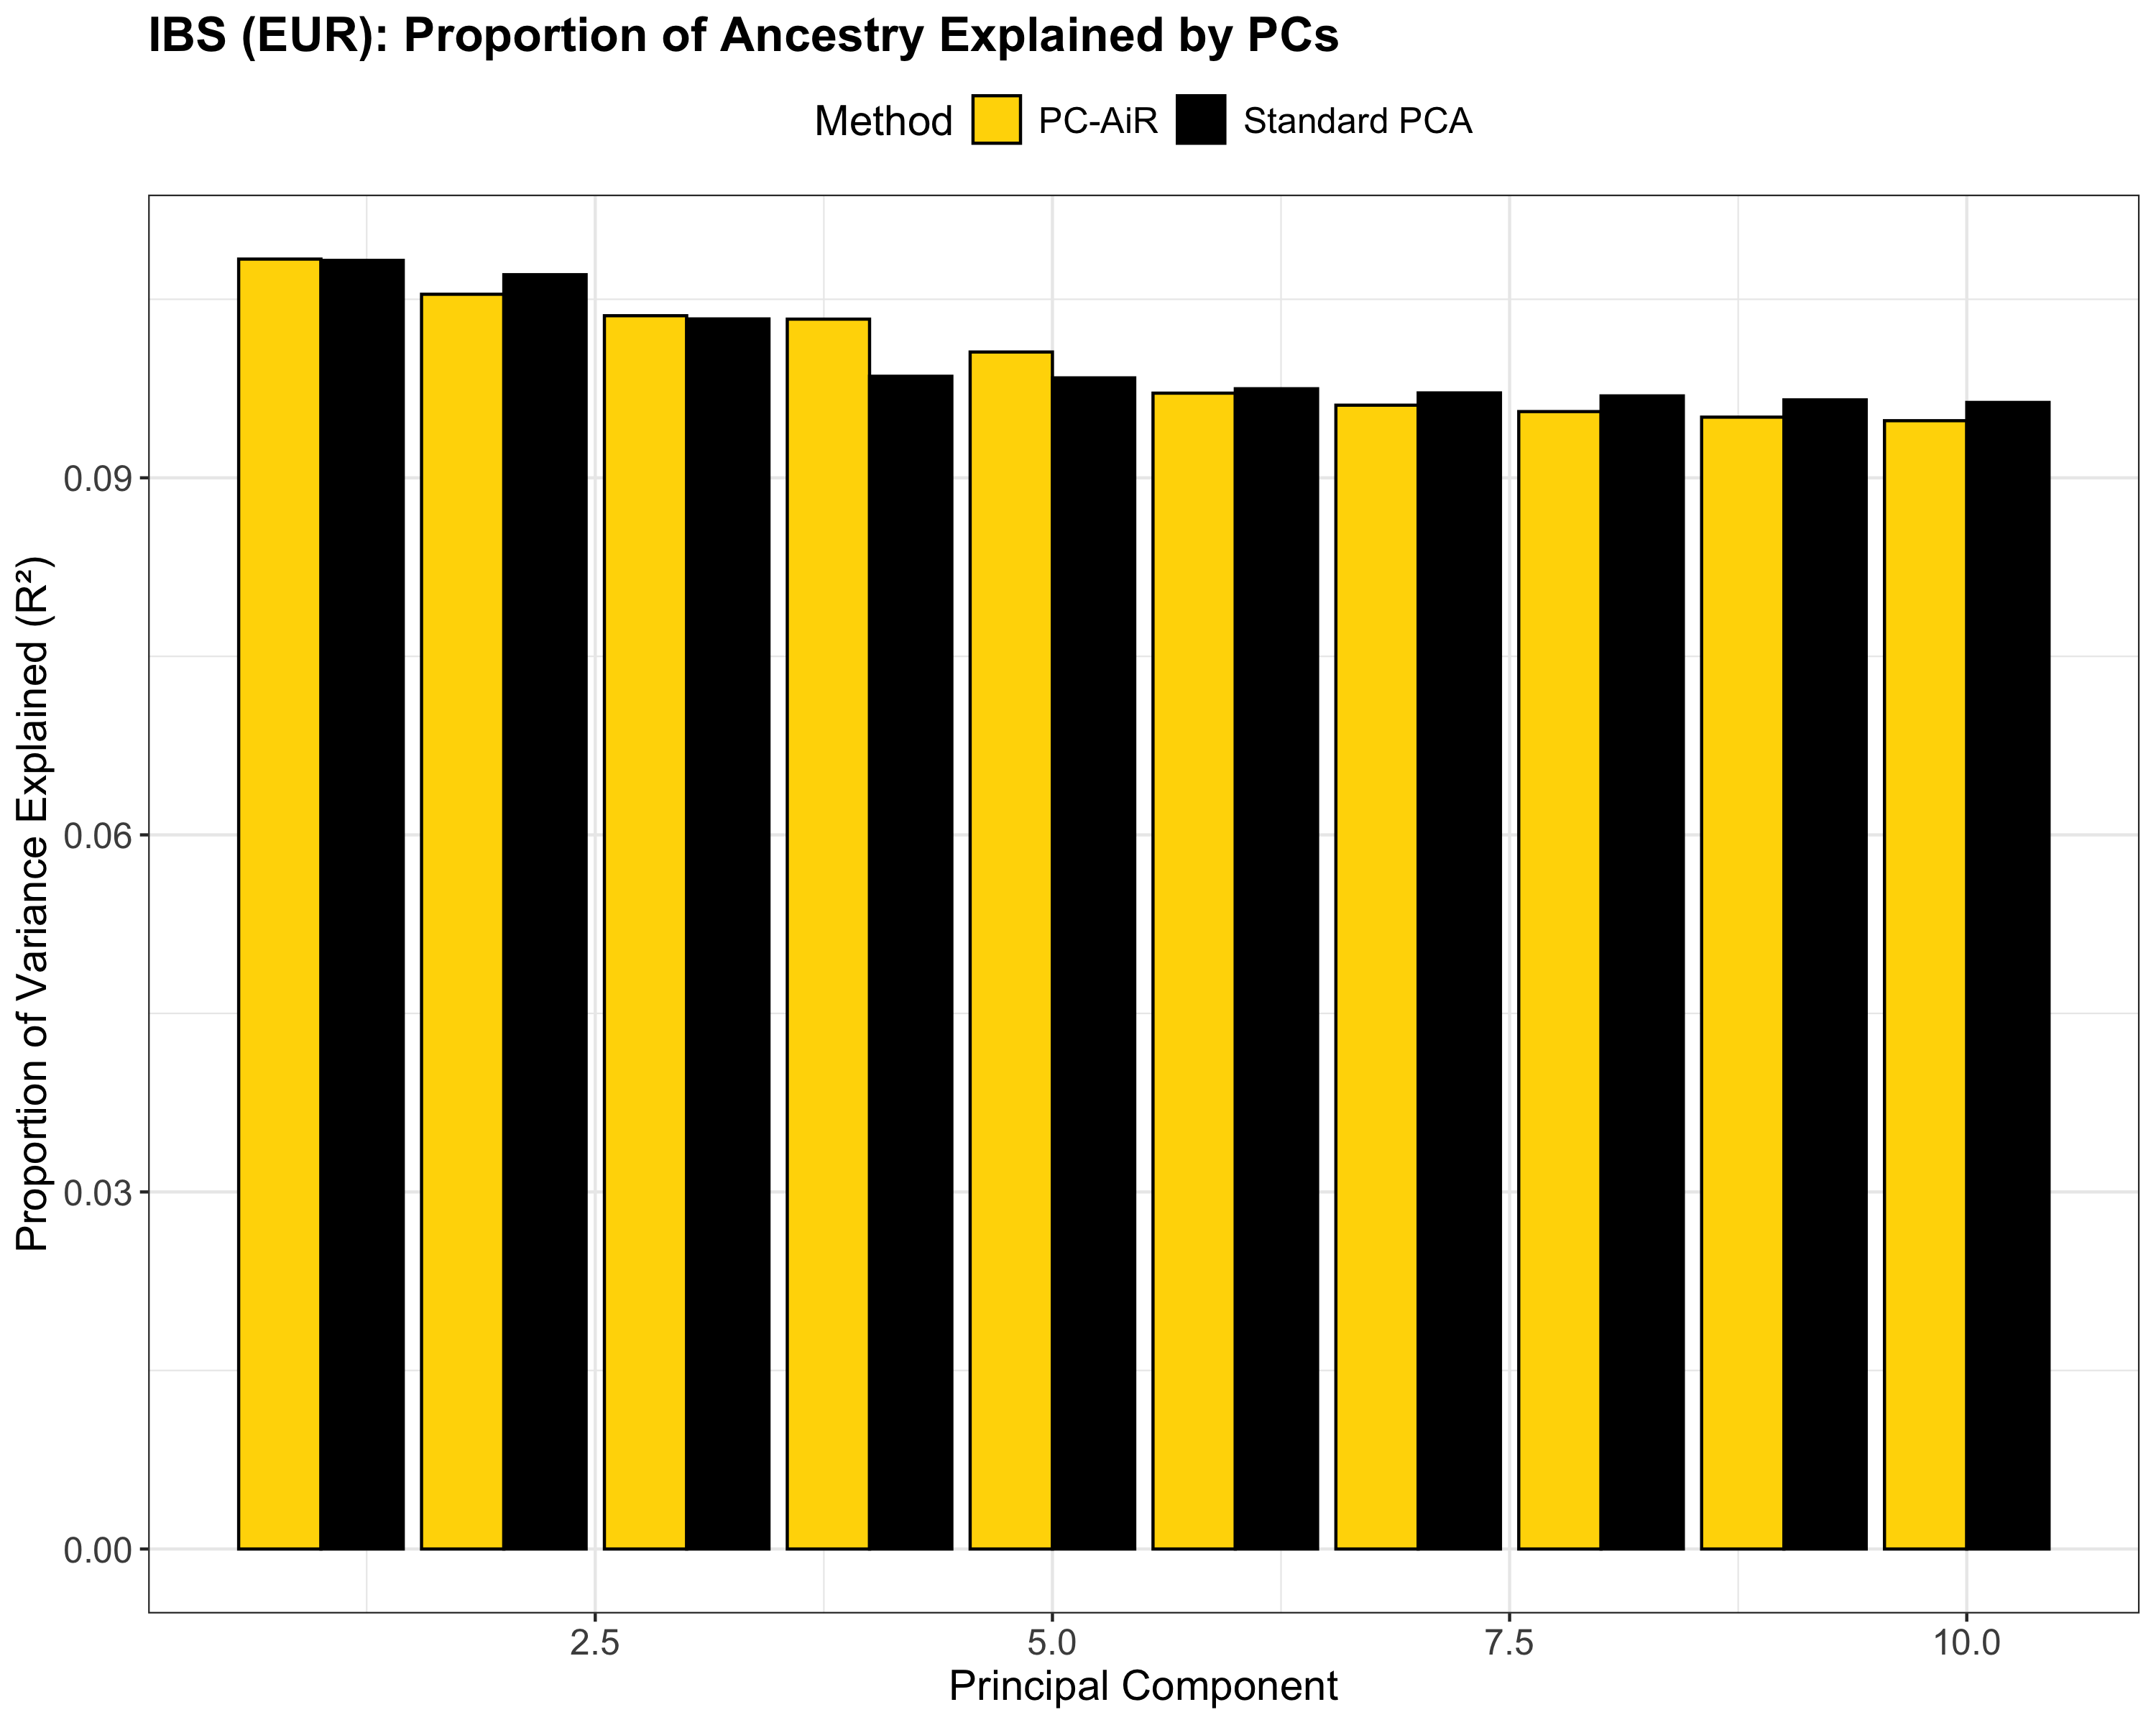 IBS (EUR): Proportion of Ancestry Explained by PCs
Method PC-AiR Standard PCA
Proportion of Variance Explained (R²)
0.09
0.06
0.03
0.00
2.5 5.0 7.5 10.0
Principal Component